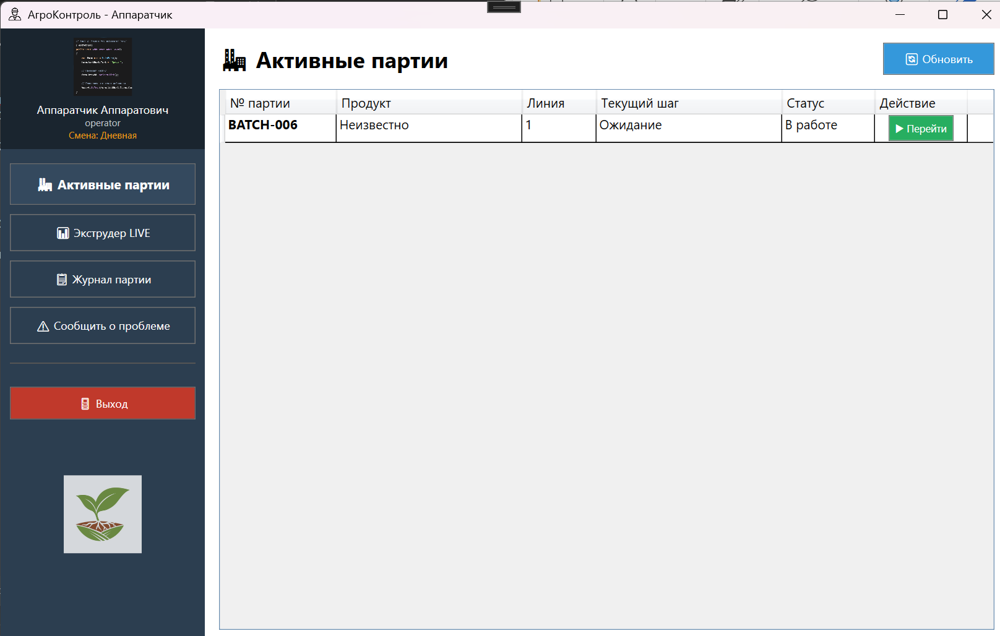 АгроКонтроль - Аппаратчик
Аппаратчик Аппаратович
operator
Смена: Дневная
Активные партии
Экструдер LIVE
Журнал партии
Сообщить о проблеме
Выход
Активные партии
Обновить
№ партии Продукт Линия Текущий шаг Статус Действие
BATCH-006 Неизвестно 1 Ожидание В работе Перейти